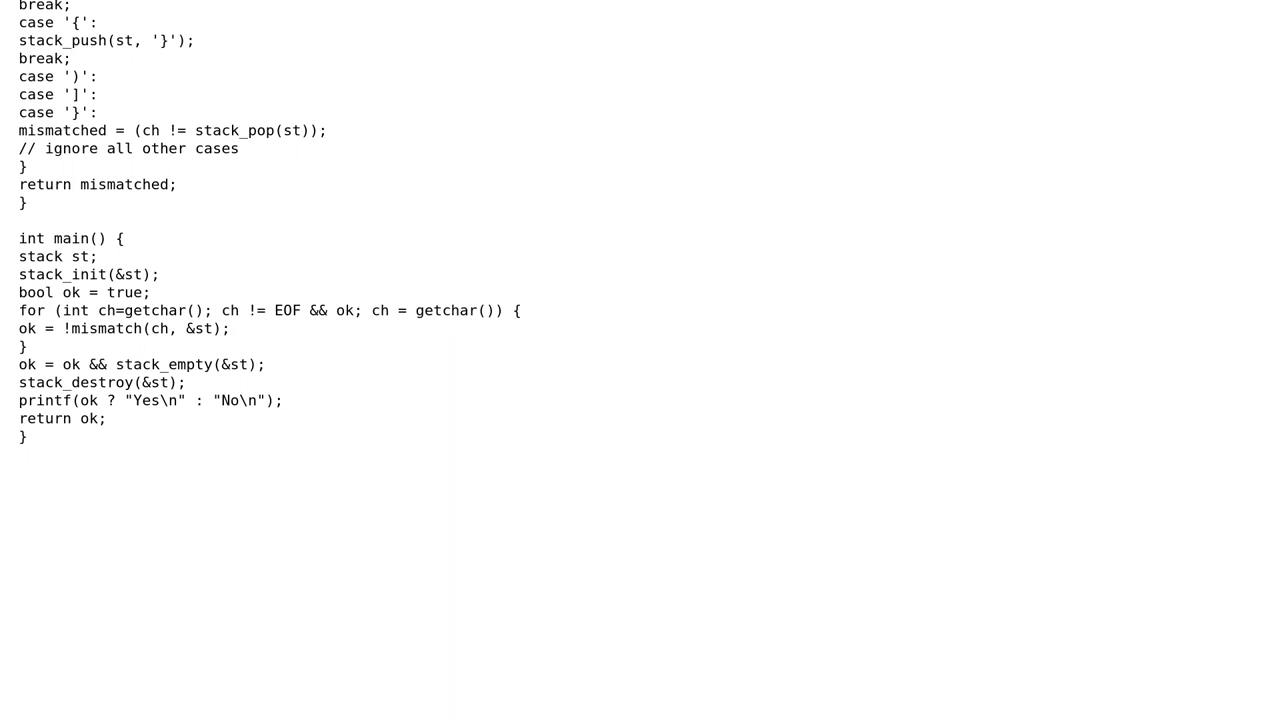 break;
case '{':
stack_push(st, '}');
break;
case ')':
case ']':
case '}':
mismatched = (ch != stack_pop(st));
// ignore all other cases
}
return mismatched;
}

int main() {
stack st;
stack_init(&st);
bool ok = true;
for (int ch=getchar(); ch != EOF && ok; ch = getchar()) {
ok = !mismatch(ch, &st);
}
ok = ok && stack_empty(&st);
stack_destroy(&st);
printf(ok ? "Yes\n" : "No\n");
return ok;
}